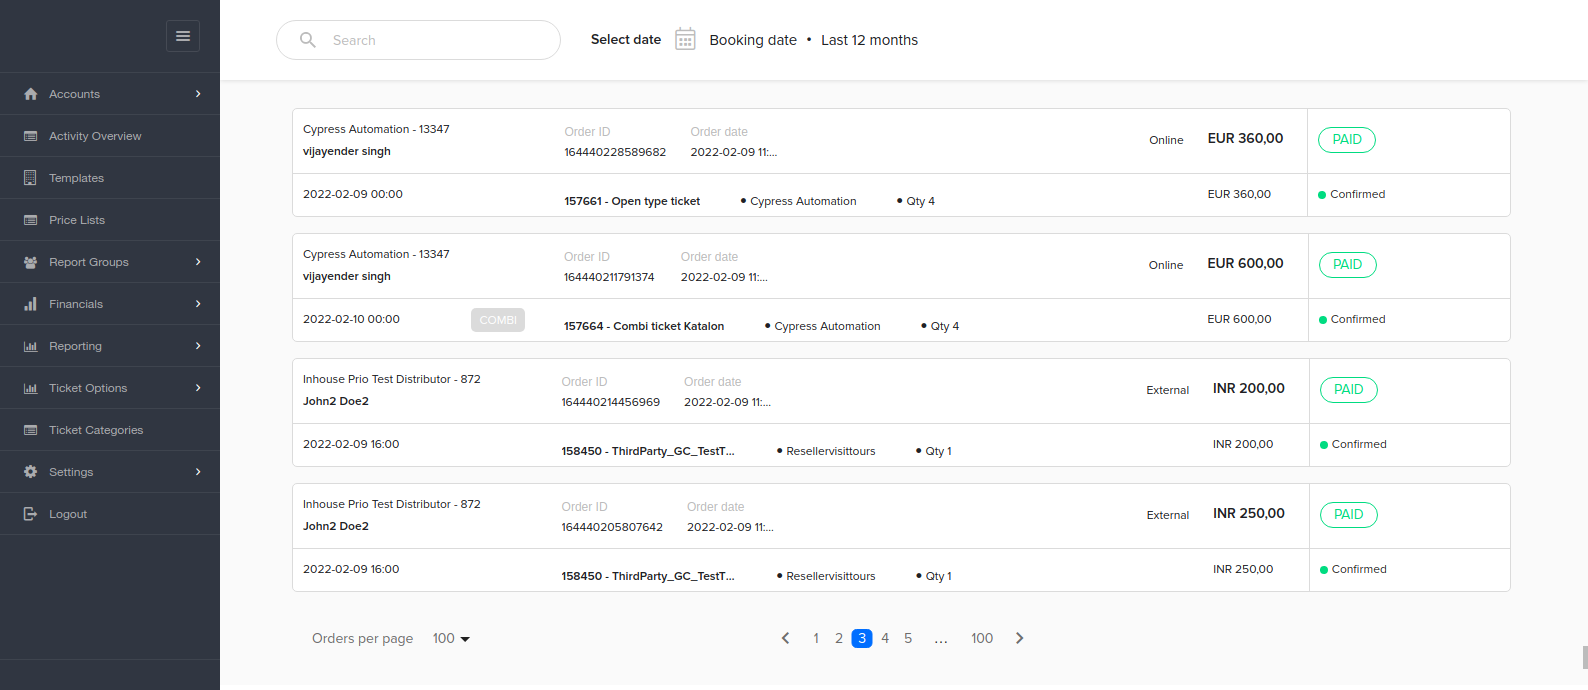 Search
Select date Booking date • Last 12 months
Accounts
Activity Overview
Templates
Price Lists
Report Groups
Financials
Reporting
Ticket Options
Ticket Categories
Settings
Logout
Cypress Automation - 13347 Order ID Order date Online EUR 360,00 PAID
vijayender singh 164440228589682 2022-02-09 11:...
2022-02-09 00:00 157661 - Open type ticket • Cypress Automation • Qty 4 EUR 360,00 Confirmed
Cypress Automation - 13347 Order ID Order date Online EUR 600,00 PAID
vijayender singh 164440211791374 2022-02-09 11:...
2022-02-10 00:00 COMBI 157664 - Combi ticket Katalon • Cypress Automation • Qty 4 EUR 600,00 Confirmed
Inhouse Prio Test Distributor - 872 Order ID Order date External INR 200,00 PAID
John2 Doe2 164440214456969 2022-02-09 11:...
2022-02-09 16:00 158450 - ThirdParty_GC_TestT... • Resellervisittours • Qty 1 INR 200,00 Confirmed
Inhouse Prio Test Distributor - 872 Order ID Order date External INR 250,00 PAID
John2 Doe2 164440205807642 2022-02-09 11:...
2022-02-09 16:00 158450 - ThirdParty_GC_TestT... • Resellervisittours • Qty 1 INR 250,00 Confirmed
Orders per page 100 1 2 3 4 5 ... 100